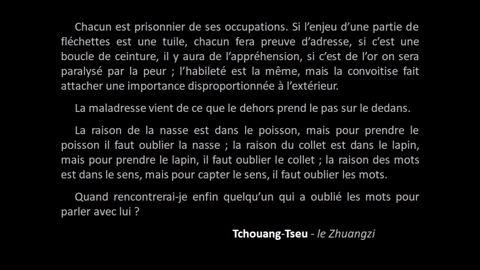 Chacun est prisonnier de ses occupations. Si l’enjeu d’une partie de
fléchettes est une tuile, chacun fera preuve d’adresse, si c’est une
boucle de ceinture, il y aura de l’appréhension, si c’est de l’or on sera
paralysé par la peur ; l’habileté est la même, mais la convoitise fait
attacher une importance disproportionnée à l’extérieur.
La maladresse vient de ce que le dehors prend le pas sur le dedans.
La raison de la nasse est dans le poisson, mais pour prendre le
poisson il faut oublier la nasse ; la raison du collet est dans le lapin,
mais pour prendre le lapin, il faut oublier le collet ; la raison des mots
est dans le sens, mais pour capter le sens, il faut oublier les mots.
Quand rencontrerai-je enfin quelqu’un qui a oublié les mots pour
parler avec lui ?
Tchouang-Tseu - le Zhuangzi